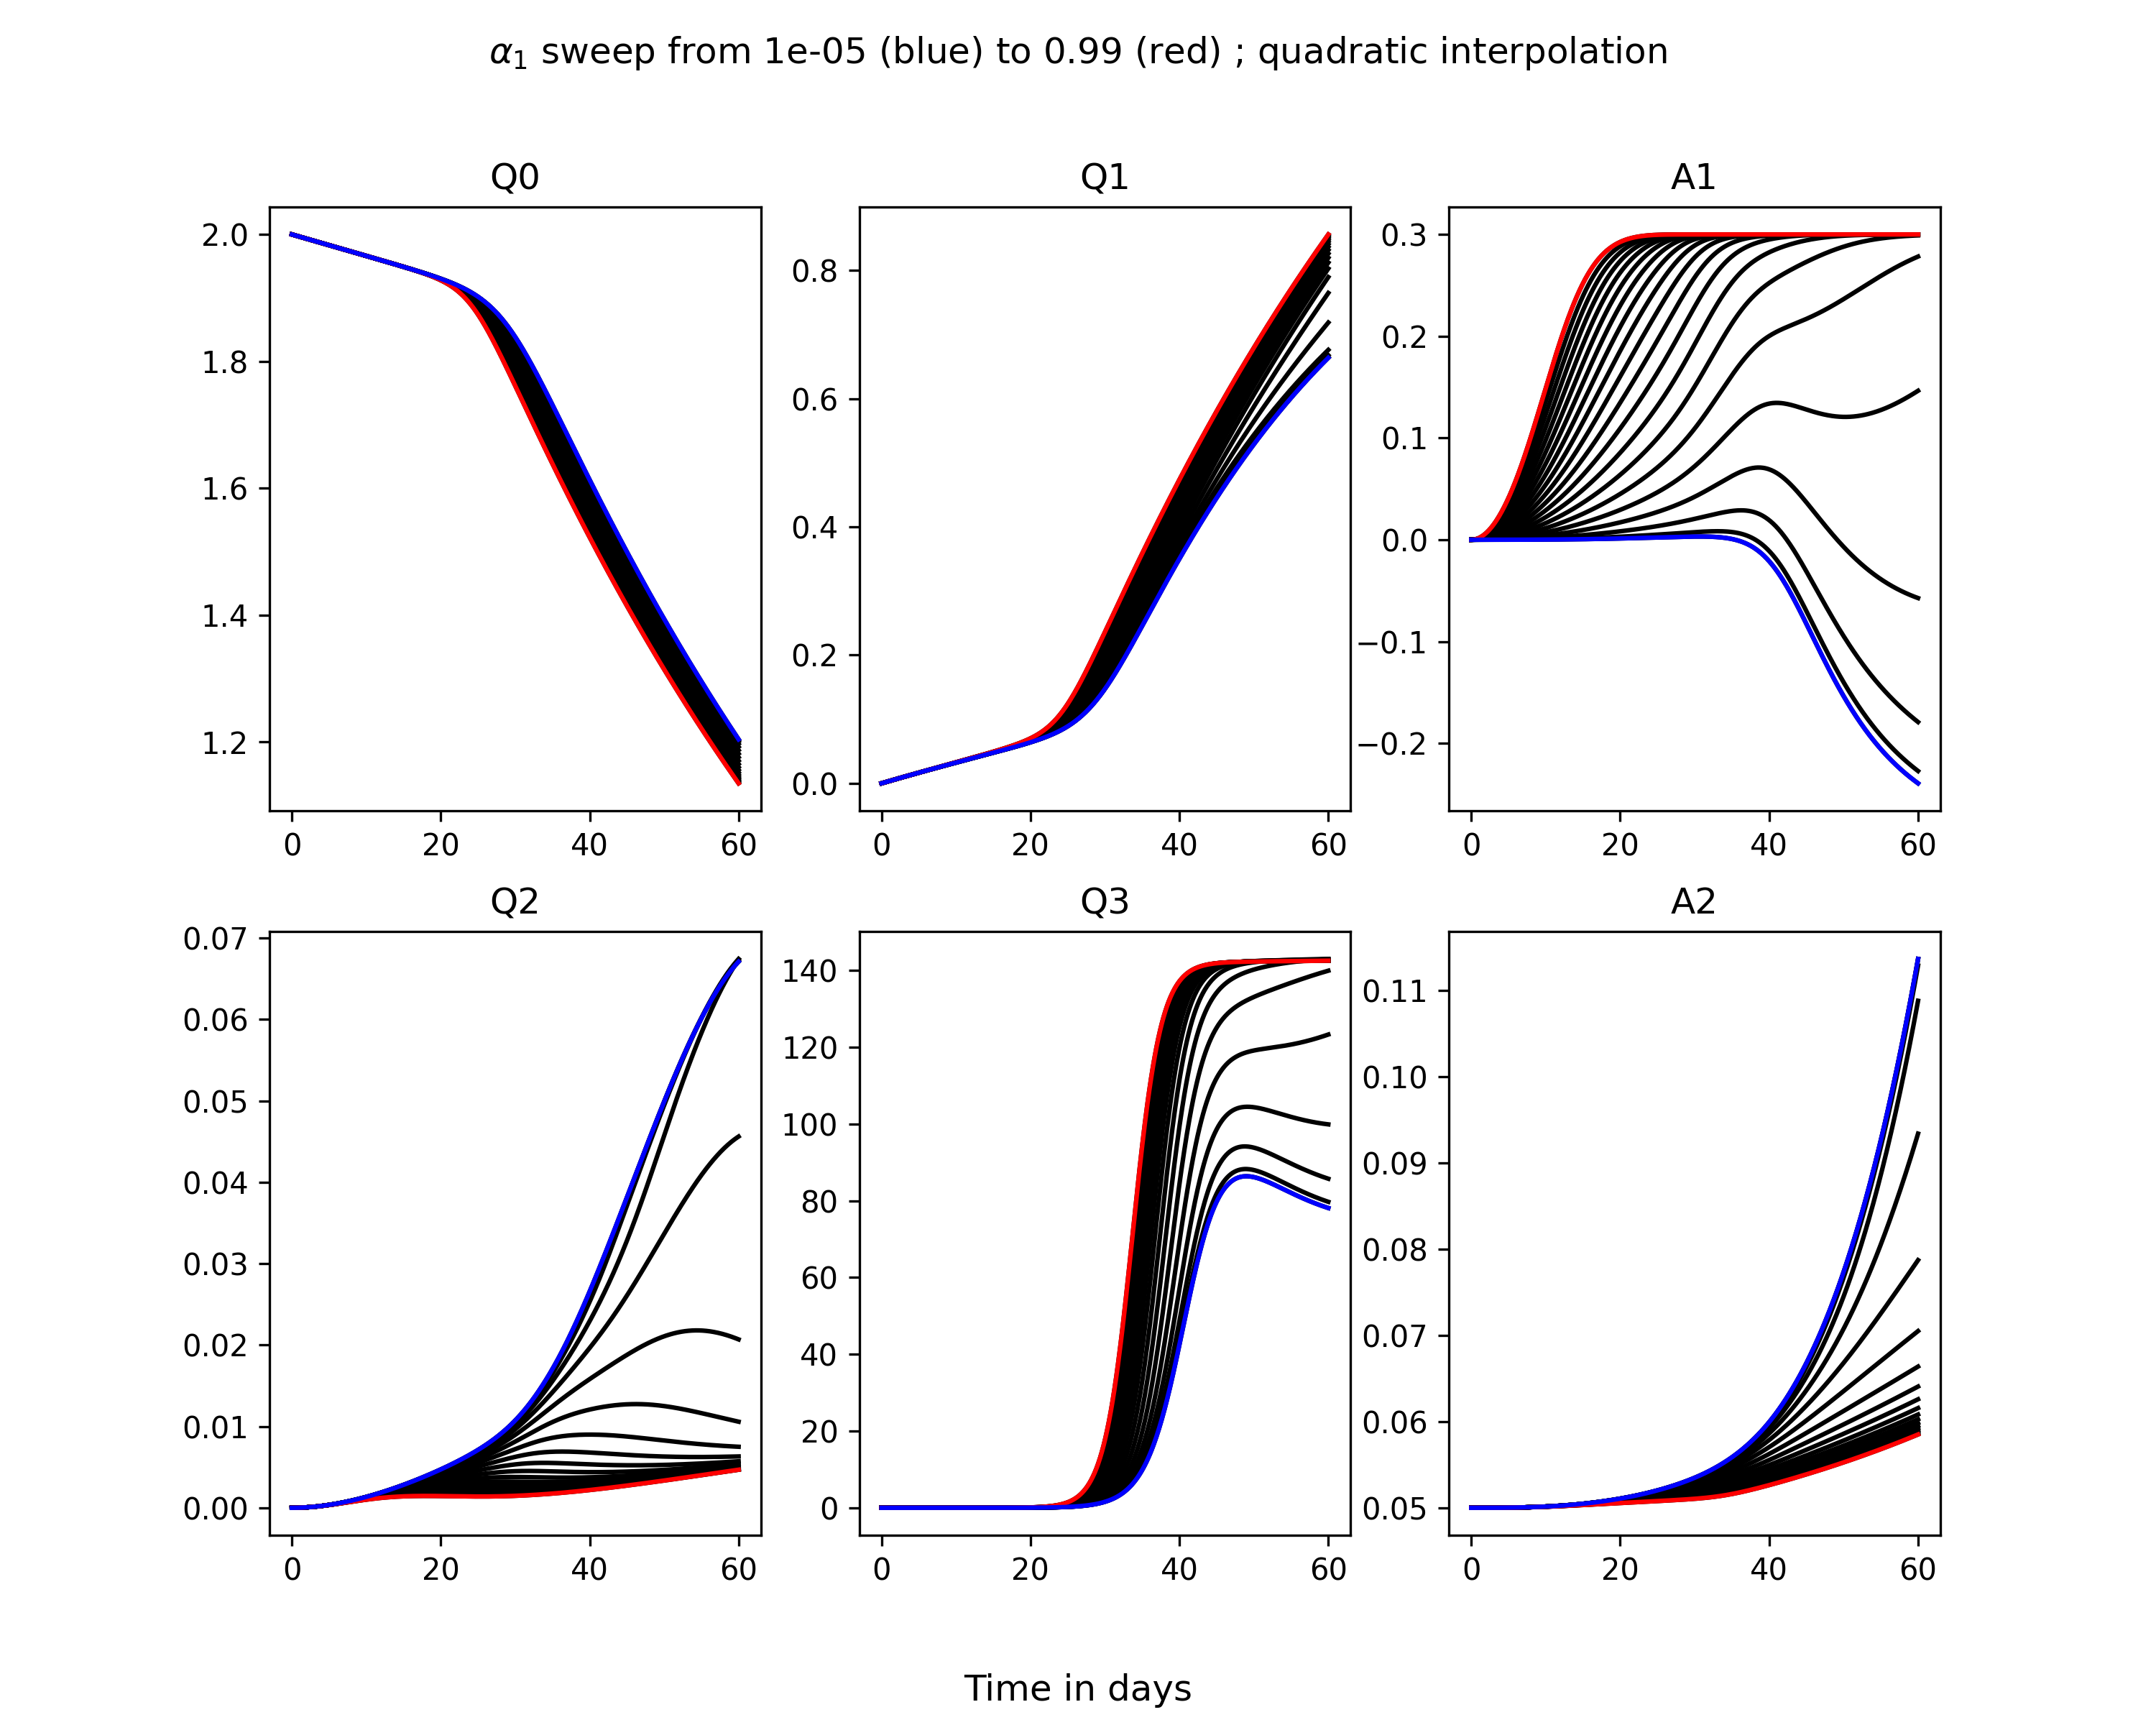 α₁ sweep from 1e-05 (blue) to 0.99 (red) ; quadratic interpolation
Q0
2.0
1.8
1.6
1.4
1.2
0 20 40 60
Q1
0.8
0.6
0.4
0.2
0.0
0 20 40 60
A1
0.3
0.2
0.1
0.0
−0.1
−0.2
0 20 40 60
Q2
0.07
0.06
0.05
0.04
0.03
0.02
0.01
0.00
0 20 40 60
Q3
140
120
100
80
60
40
20
0
0 20 40 60
A2
0.11
0.10
0.09
0.08
0.07
0.06
0.05
0 20 40 60
Time in days